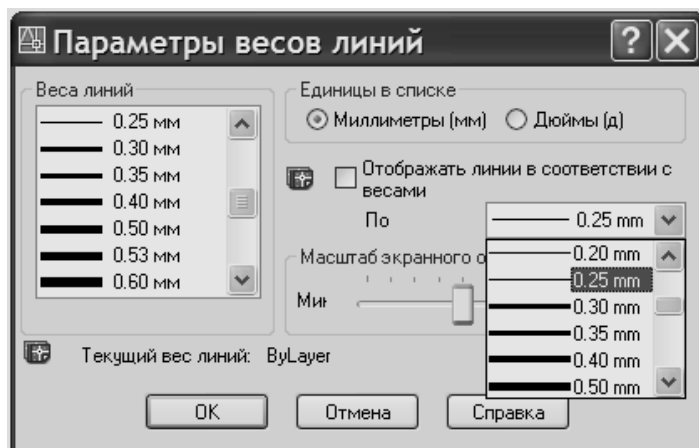 Параметры весов линий
Веса линий
0.25 мм
0.30 мм
0.35 мм
0.40 мм
0.50 мм
0.53 мм
0.60 мм
Единицы в списке
Миллиметры (мм) Дюймы (д)
Отображать линии в соответствии с
весами
По 0.25 mm
0.20 mm
0.25 mm
0.30 mm
0.35 mm
0.40 mm
0.50 mm
Масштаб экранного о
Ми
Текущий вес линий: ByLayer
OK Отмена Справка